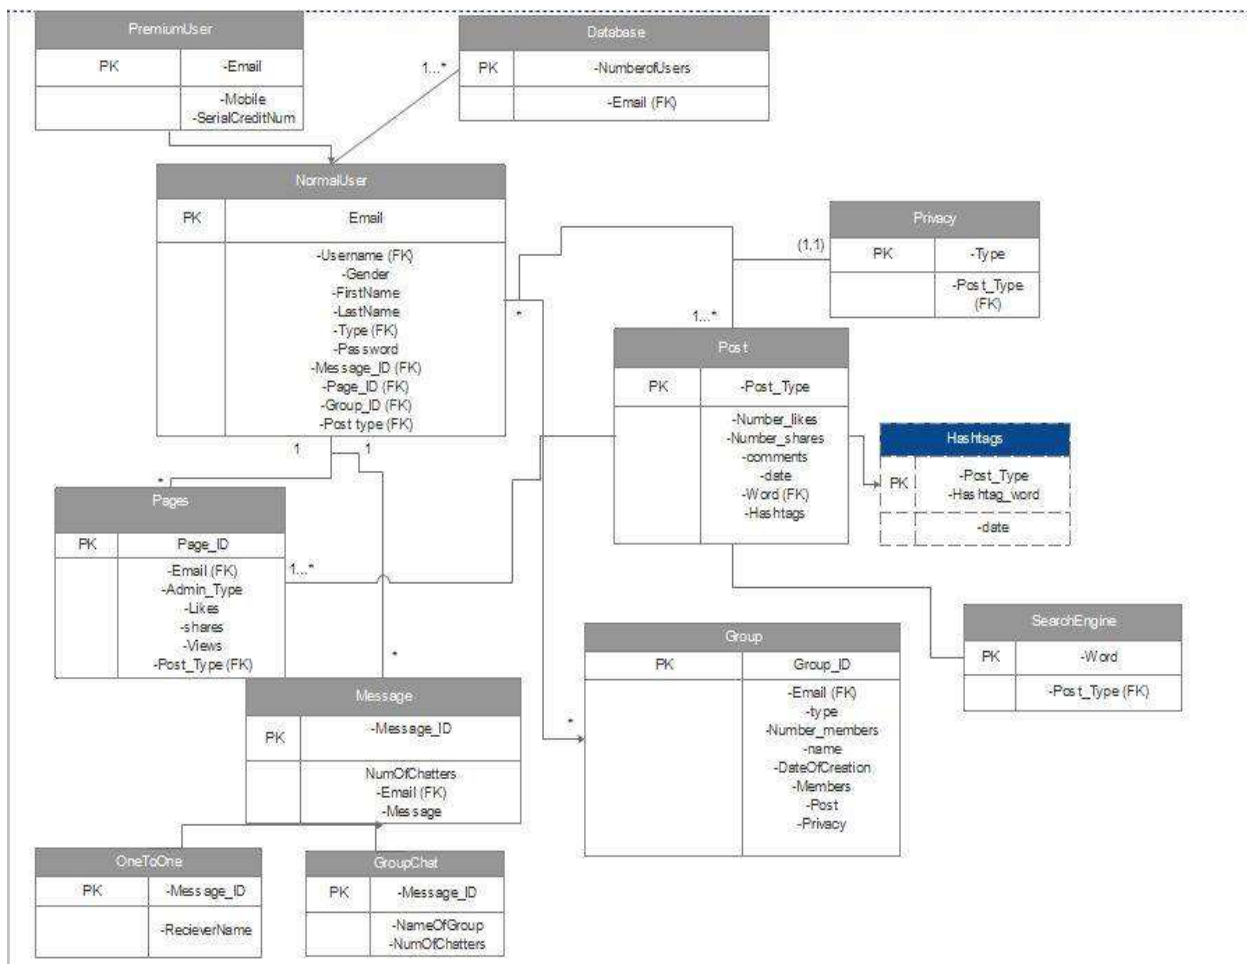 PremiumUser
PK
-Email
-Mobile
-SerialCreditNum
Database
PK
-NumberofUsers
-Email (FK)
1...*
NormalUser
PK
Email
-Username (FK)
-Gender
-FirstName
-LastName
-Type (FK)
-Password
-Message_ID (FK)
-Page_ID (FK)
-Group_ID (FK)
-Post type (FK)
Privacy
PK
-Type
-Post_Type
(FK)
(1,1)
*
1...*
Post
PK
-Post_Type
-Number_likes
-Number_shares
-comments
-date
-Word (FK)
-Hashtags
Hashtags
PK
-Post_Type
-Hashtag_word
-date
1
1
*
Pages
PK
Page_ID
-Email (FK)
-Admin_Type
-Likes
-shares
-Views
-Post_Type (FK)
1...*
SearchEngine
PK
-Word
-Post_Type (FK)
Group
PK
Group_ID
-Email (FK)
-type
-Number_members
-name
-DateOfCreation
-Members
-Post
-Privacy
*
*
Message
PK
-Message_ID
NumOfChatters
-Email (FK)
-Message
OneToOne
PK
-Message_ID
-RecieverName
GroupChat
PK
-Message_ID
-NameOfGroup
-NumOfChatters